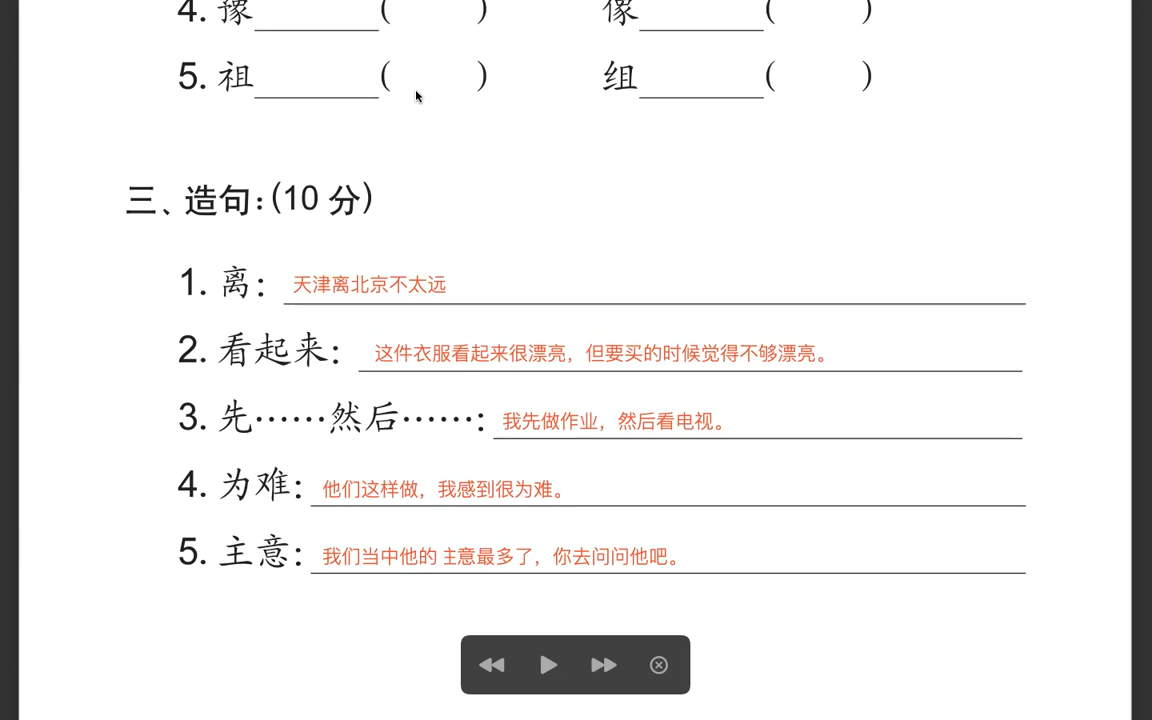 4. 豫________( ) 像________( )
5. 祖________( ) 组________( )
三、造句:(10 分)
1. 离: 天津离北京不太远
2. 看起来: 这件衣服看起来很漂亮，但要买的时候觉得不够漂亮。
3. 先……然后……: 我先做作业，然后看电视。
4. 为难: 他们这样做，我感到很为难。
5. 主意: 我们当中他的 主意最多了，你去问问他吧。